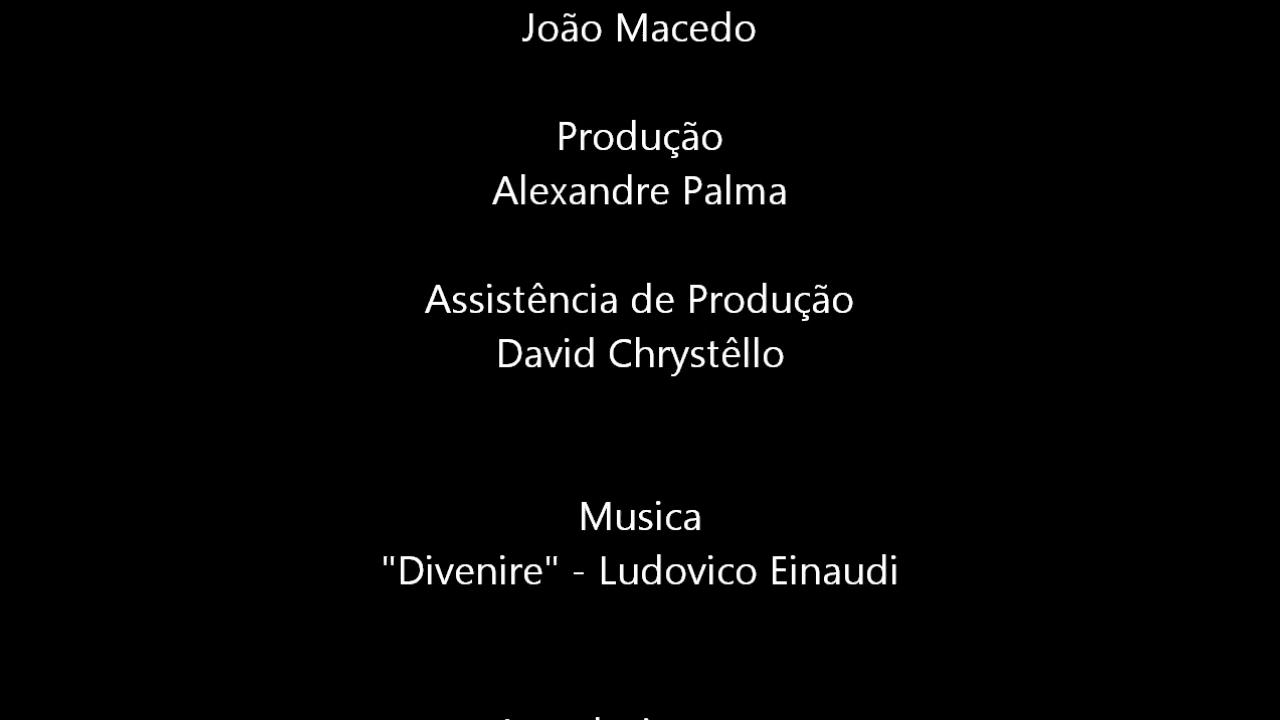 João Macedo
Produção
Alexandre Palma
Assistência de Produção
David Chrystêllo
Musica
"Divenire" - Ludovico Einaudi